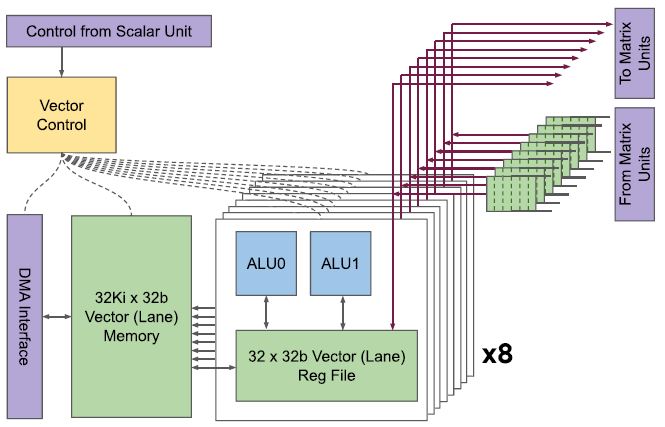 Control from Scalar Unit
Vector
Control
To Matrix
Units
From Matrix
Units
DMA Interface
32Ki x 32b
Vector (Lane)
Memory
ALU0
ALU1
32 x 32b Vector (Lane)
Reg File
x8